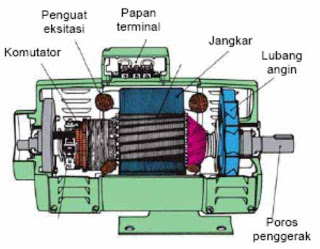 Penguat
eksitasi
Papan
terminal
Komutator
Jangkar
Lubang
angin
Poros
penggerak